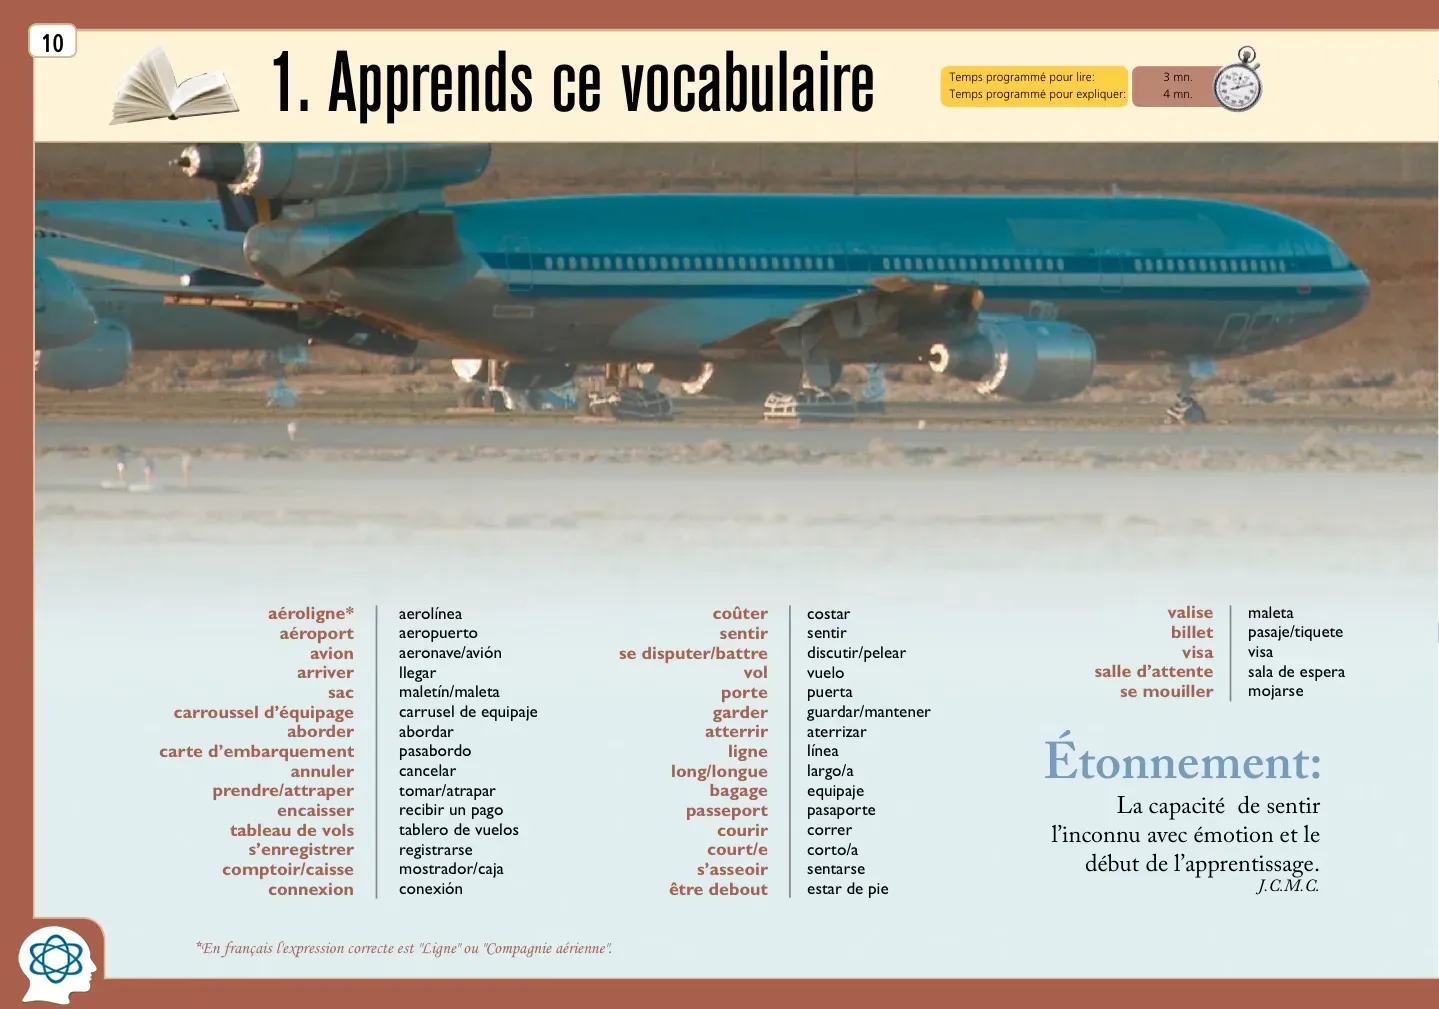 10
1. Apprends ce vocabulaire
Temps programmé pour lire: 3 mn.
Temps programmé pour expliquer: 4 mn.
aéroligne* aerolínea
aéroport aeropuerto
avion aeronave/avión
arriver llegar
sac maletín/maleta
carroussel d’équipage carrusel de equipaje
aborder abordar
carte d’embarquement pasabordo
annuler cancelar
prendre/attraper tomar/atrapar
encaisser recibir un pago
tableau de vols tablero de vuelos
s’enregistrer registrarse
comptoir/caisse mostrador/caja
connexion conexión
coûter costar
sentir sentir
se disputer/battre discutir/pelear
vol vuelo
porte puerta
garder guardar/mantener
atterrir aterrizar
ligne línea
long/longue largo/a
bagage equipaje
passeport pasaporte
courir correr
court/e corto/a
s’asseoir sentarse
être debout estar de pie
valise maleta
billet pasaje/tiquete
visa visa
salle d’attente sala de espera
se mouiller mojarse
Étonnement:
La capacité de sentir
l’inconnu avec émotion et le
début de l’apprentissage.
J.C.M.C.
*En français l'expression correcte est "Ligne" ou "Compagnie aérienne".